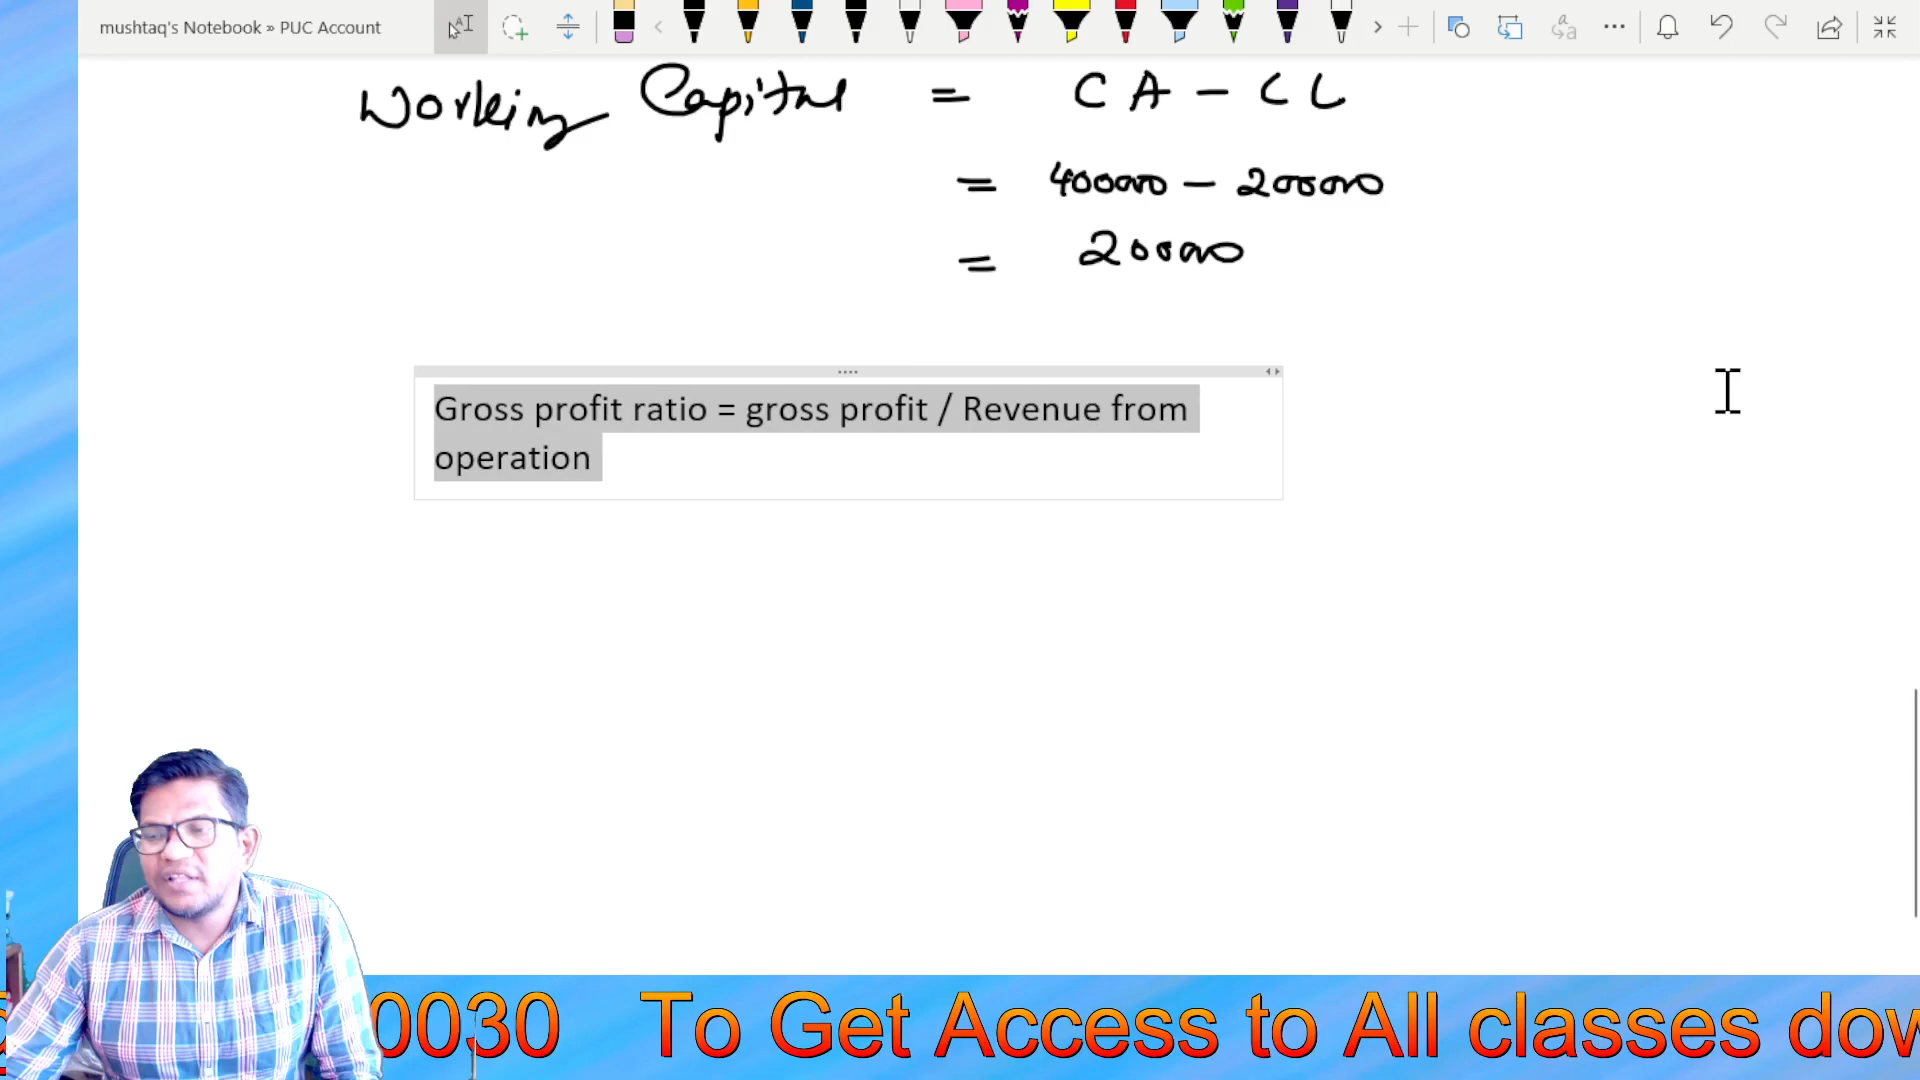 mushtaq's Notebook » PUC Account
Working Capital = CA - CL
= 400000 - 200000
= 200000
Gross profit ratio = gross profit / Revenue from
operation
0030 To Get Access to All classes dow